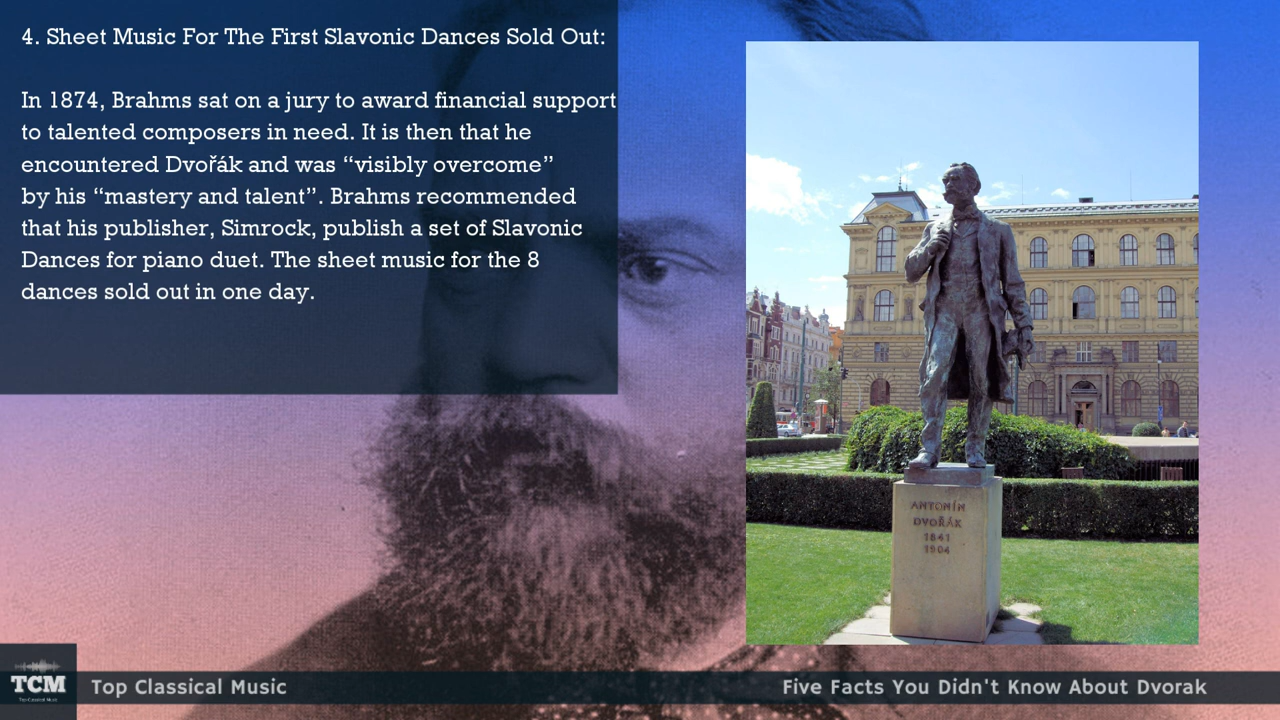 4. Sheet Music For The First Slavonic Dances Sold Out:
In 1874, Brahms sat on a jury to award financial support
to talented composers in need. It is then that he
encountered Dvořák and was “visibly overcome”
by his “mastery and talent”. Brahms recommended
that his publisher, Simrock, publish a set of Slavonic
Dances for piano duet. The sheet music for the 8
dances sold out in one day.
ANTONÍN
DVOŘÁK
1841
1904
TCM
Top Classical Music
Top Classical Music
Five Facts You Didn't Know About Dvorak